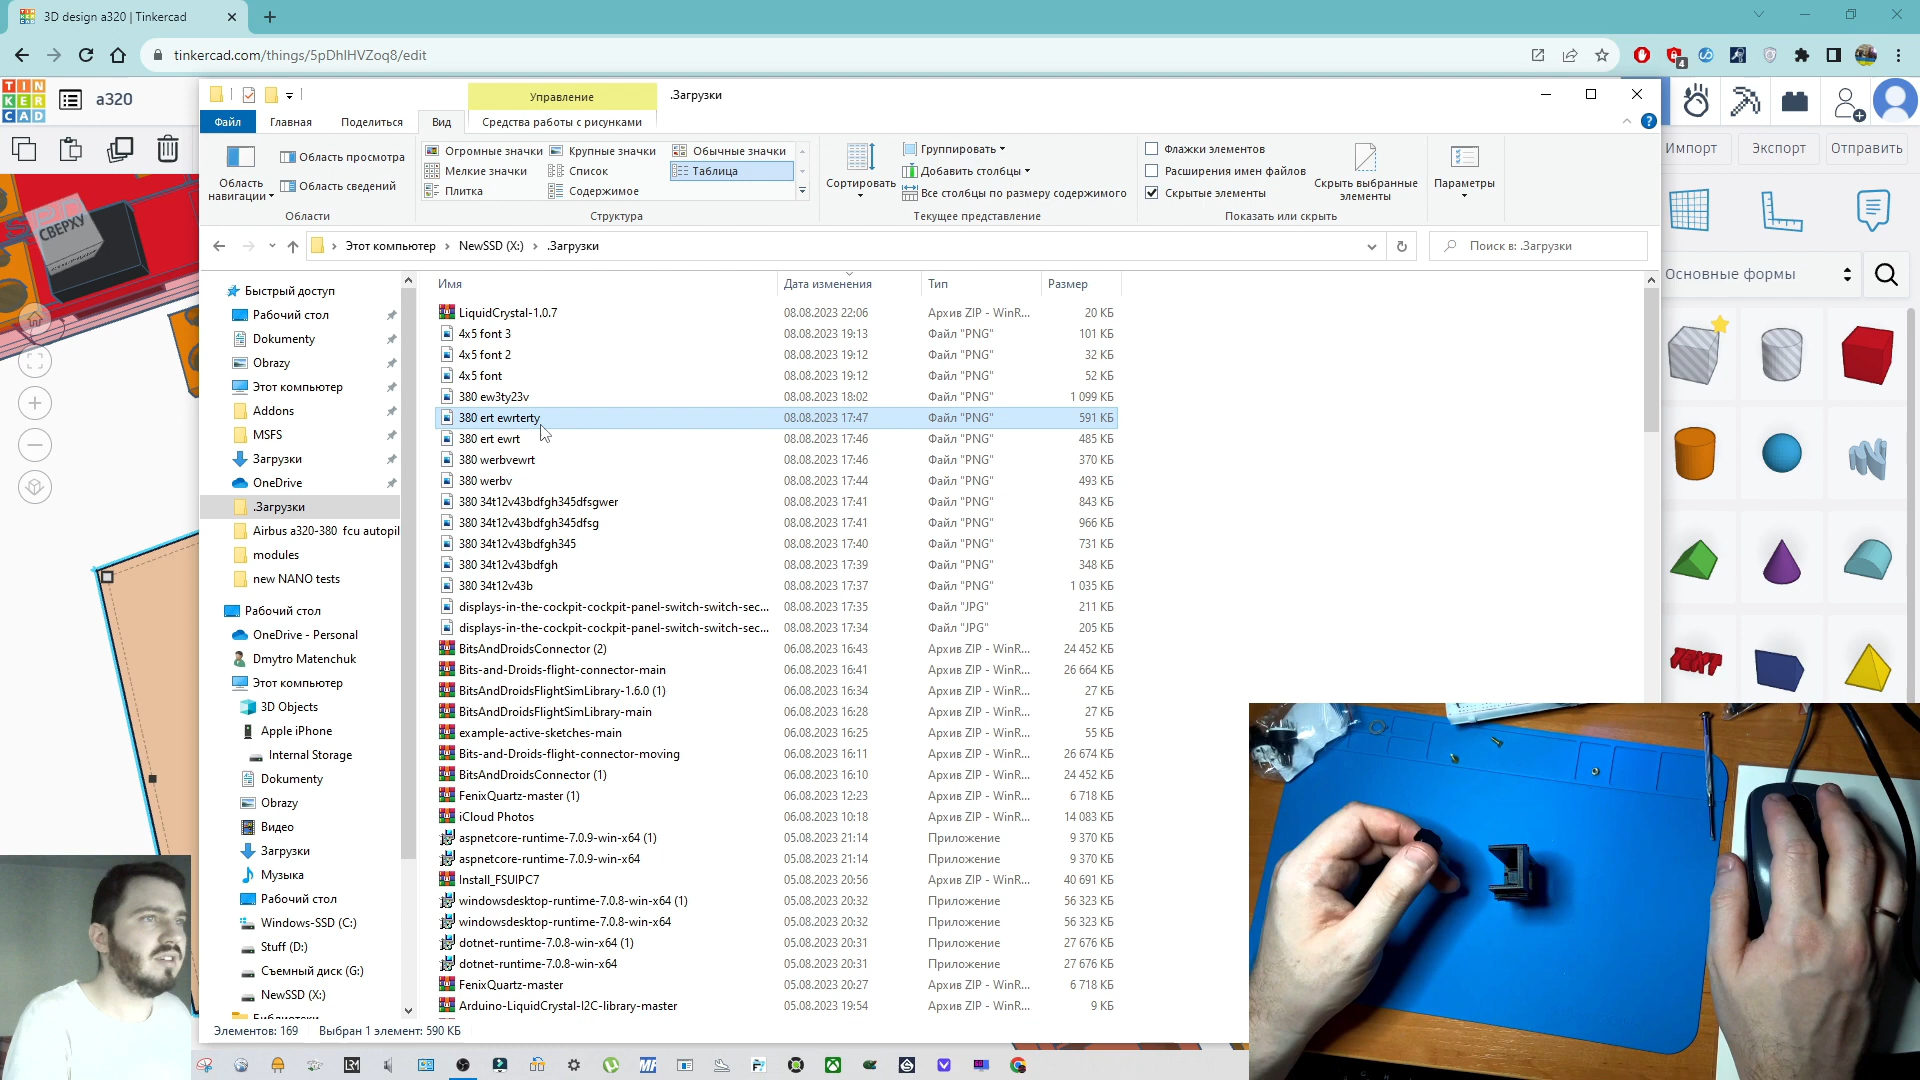 3D design a320 | Tinkercad
tinkercad.com/things/5pDhlHVZoq8/edit
4
TIN
KER
CAD
a320
Импорт
Экспорт
Отправить
СВЕРХУ
Основные формы
TEXT
Управление
.Загрузки
Файл
Главная
Поделиться
Вид
Средства работы с рисунками
Область навигации
Область просмотра
Область сведений
Области
Огромные значки
Крупные значки
Обычные значки
Мелкие значки
Список
Таблица
Плитка
Содержимое
Структура
Сортировать
Группировать
Добавить столбцы
Все столбцы по размеру содержимого
Текущее представление
Флажки элементов
Расширения имен файлов
Скрытые элементы
Скрыть выбранные элементы
Показать или скрыть
Параметры
Этот компьютер > NewSSD (X:) > .Загрузки
Поиск в: .Загрузки
Быстрый доступ
Рабочий стол
Dokumenty
Obrazy
Этот компьютер
Addons
MSFS
Загрузки
OneDrive
.Загрузки
Airbus a320-380 fcu autopil
modules
new NANO tests
Рабочий стол
OneDrive - Personal
Dmytro Matenchuk
Этот компьютер
3D Objects
Apple iPhone
Internal Storage
Dokumenty
Obrazy
Видео
Загрузки
Музыка
Рабочий стол
Windows-SSD (C:)
Stuff (D:)
Съемный диск (G:)
NewSSD (X:)
Библиотеки
Имя Дата изменения Тип Размер
LiquidCrystal-1.0.7 08.08.2023 22:06 Архив ZIP - WinR... 20 КБ
4x5 font 3 08.08.2023 19:13 Файл "PNG" 101 КБ
4x5 font 2 08.08.2023 19:12 Файл "PNG" 32 КБ
4x5 font 08.08.2023 19:12 Файл "PNG" 52 КБ
380 ew3ty23v 08.08.2023 18:02 Файл "PNG" 1 099 КБ
380 ert ewrterty 08.08.2023 17:47 Файл "PNG" 591 КБ
380 ert ewrt 08.08.2023 17:46 Файл "PNG" 485 КБ
380 werbvewrt 08.08.2023 17:46 Файл "PNG" 370 КБ
380 werbv 08.08.2023 17:44 Файл "PNG" 493 КБ
380 34t12v43bdfgh345dfsgwer 08.08.2023 17:41 Файл "PNG" 843 КБ
380 34t12v43bdfgh345dfsg 08.08.2023 17:41 Файл "PNG" 966 КБ
380 34t12v43bdfgh345 08.08.2023 17:40 Файл "PNG" 731 КБ
380 34t12v43bdfgh 08.08.2023 17:39 Файл "PNG" 348 КБ
380 34t12v43b 08.08.2023 17:37 Файл "PNG" 1 035 КБ
displays-in-the-cockpit-cockpit-panel-switch-switch-sec... 08.08.2023 17:35 Файл "JPG" 211 КБ
displays-in-the-cockpit-cockpit-panel-switch-switch-sec... 08.08.2023 17:34 Файл "JPG" 205 КБ
BitsAndDroidsConnector (2) 06.08.2023 16:43 Архив ZIP - WinR... 24 452 КБ
Bits-and-Droids-flight-connector-main 06.08.2023 16:41 Архив ZIP - WinR... 26 664 КБ
BitsAndDroidsFlightSimLibrary-1.6.0 (1) 06.08.2023 16:34 Архив ZIP - WinR... 27 КБ
BitsAndDroidsFlightSimLibrary-main 06.08.2023 16:28 Архив ZIP - WinR... 27 КБ
example-active-sketches-main 06.08.2023 16:25 Архив ZIP - WinR... 55 КБ
Bits-and-Droids-flight-connector-moving 06.08.2023 16:11 Архив ZIP - WinR... 26 674 КБ
BitsAndDroidsConnector (1) 06.08.2023 16:10 Архив ZIP - WinR... 24 452 КБ
FenixQuartz-master (1) 06.08.2023 12:23 Архив ZIP - WinR... 6 718 КБ
iCloud Photos 06.08.2023 10:18 Архив ZIP - WinR... 14 083 КБ
aspnetcore-runtime-7.0.9-win-x64 (1) 05.08.2023 21:14 Приложение 9 370 КБ
aspnetcore-runtime-7.0.9-win-x64 05.08.2023 21:14 Приложение 9 370 КБ
Install_FSUIPC7 05.08.2023 20:56 Архив ZIP - WinR... 40 691 КБ
windowsdesktop-runtime-7.0.8-win-x64 (1) 05.08.2023 20:32 Приложение 56 323 КБ
windowsdesktop-runtime-7.0.8-win-x64 05.08.2023 20:32 Приложение 56 323 КБ
dotnet-runtime-7.0.8-win-x64 (1) 05.08.2023 20:31 Приложение 27 676 КБ
dotnet-runtime-7.0.8-win-x64 05.08.2023 20:31 Приложение 27 676 КБ
FenixQuartz-master 05.08.2023 20:27 Архив ZIP - WinR... 6 718 КБ
Arduino-LiquidCrystal-I2C-library-master 05.08.2023 19:54 Архив ZIP - WinR... 9 КБ
Элементов: 169 Выбран 1 элемент: 590 КБ